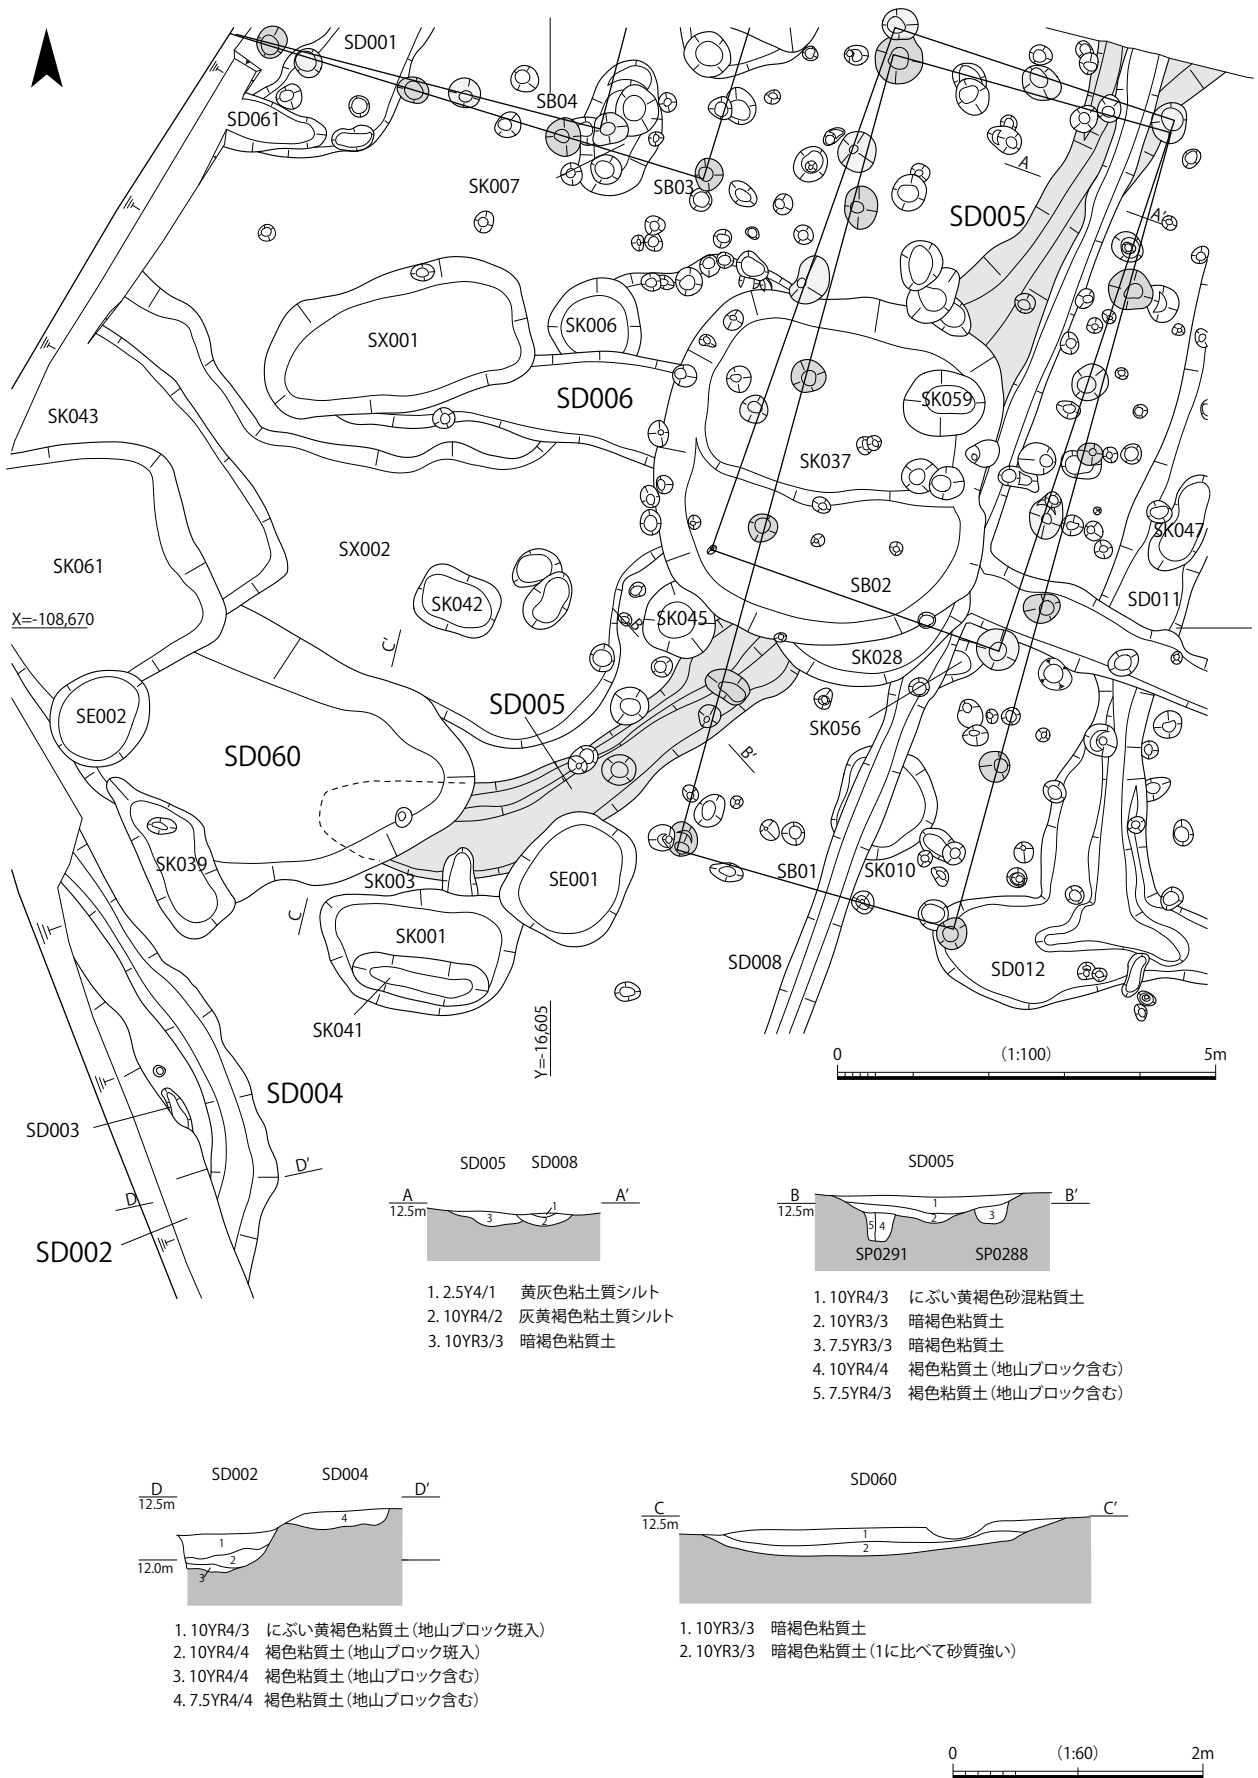 SD001
SB04
SD061
SK007
SB03
A
SD005
A'
SK006
SX001
SD006
SK059
SK043
SK037
SK047
SX002
SK061
SB02
SK042
SD011
X=-108,670
SK045
C'
SK028
SD005
SE002
SK056
B'
SD060
SK039
SB01
SK010
SK003
SE001
C
SK001
SD008
SD012
SK041
Y=-16,605
0 （1:100） 5m
SD004
SD003
D'
D
SD002
SD005 SD008
A A'
12.5m
1
3
2
1. 2.5Y4/1 黄灰色粘土質シルト
2. 10YR4/2 灰黄褐色粘土質シルト
3. 10YR3/3 暗褐色粘質土
SD005
B B'
12.5m
1
2
3
5 4
SP0291 SP0288
1. 10YR4/3 にぶい黄褐色砂混粘質土
2. 10YR3/3 暗褐色粘質土
3. 7.5YR3/3 暗褐色粘質土
4. 10YR4/4 褐色粘質土（地山ブロック含む）
5. 7.5YR4/3 褐色粘質土（地山ブロック含む）
SD002 SD004
D D'
12.5m
4
1
2
12.0m
3
1. 10YR4/3 にぶい黄褐色粘質土（地山ブロック斑入）
2. 10YR4/4 褐色粘質土（地山ブロック斑入）
3. 10YR4/4 褐色粘質土（地山ブロック含む）
4. 7.5YR4/4 褐色粘質土（地山ブロック含む）
SD060
C C'
12.5m
1
2
1. 10YR3/3 暗褐色粘質土
2. 10YR3/3 暗褐色粘質土（1に比べて砂質強い）
0 （1:60） 2m